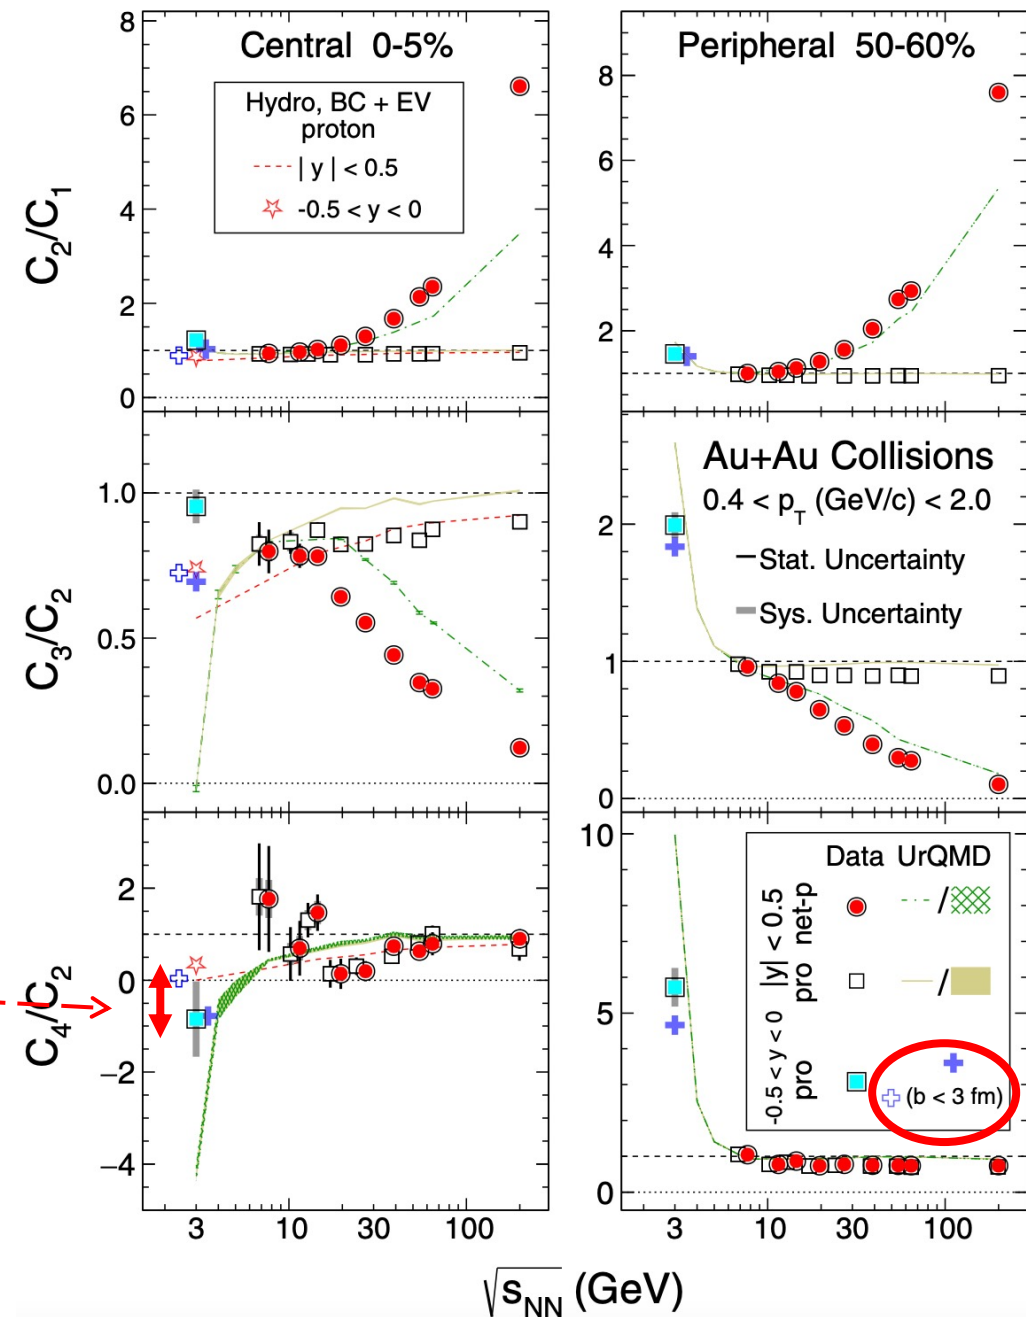 Central 0-5%
Peripheral 50-60%
Hydro, BC + EV
proton
| y | < 0.5
-0.5 < y < 0
C2/C1
8
6
4
2
0
8
6
4
2
C3/C2
1.0
0.5
0.0
Au+Au Collisions
0.4 < pT (GeV/c) < 2.0
Stat. Uncertainty
Sys. Uncertainty
2
1
0
C4/C2
2
0
−2
−4
10
5
0
Data UrQMD
|y| < 0.5
pro net-p
-0.5 < y < 0
pro
/
/
(b < 3 fm)
3 10 30 100
3 10 30 100
√sNN (GeV)